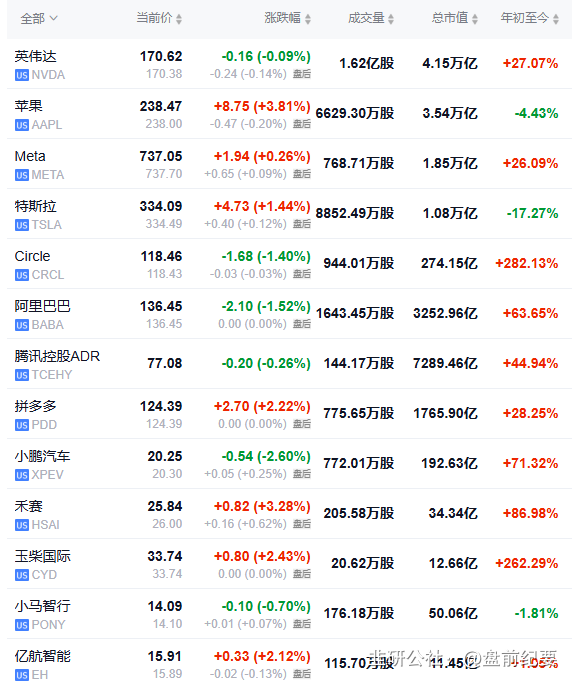 全部 当前价 涨跌幅 成交量 总市值 年初至今
英伟达 170.62 -0.16 (-0.09%) 1.62亿股 4.15万亿 +27.07%
US NVDA 170.38 -0.24 (-0.14%) 盘后
苹果 238.47 +8.75 (+3.81%) 6629.30万股 3.54万亿 -4.43%
US AAPL 238.00 -0.47 (-0.20%) 盘后
Meta 737.05 +1.94 (+0.26%) 768.71万股 1.85万亿 +26.09%
US META 737.70 +0.65 (+0.09%) 盘后
特斯拉 334.09 +4.73 (+1.44%) 8852.49万股 1.08万亿 -17.27%
US TSLA 334.49 +0.40 (+0.12%) 盘后
Circle 118.46 -1.68 (-1.40%) 944.01万股 274.15亿 +282.13%
US CRCL 118.43 -0.03 (-0.03%) 盘后
阿里巴巴 136.45 -2.10 (-1.52%) 1643.45万股 3252.96亿 +63.65%
US BABA 136.45 0.00 (0.00%) 盘后
腾讯控股ADR 77.08 -0.20 (-0.26%) 144.17万股 7289.46亿 +44.94%
US TCEHY
拼多多 124.39 +2.70 (+2.22%) 775.65万股 1765.90亿 +28.25%
US PDD 124.39 0.00 (0.00%) 盘后
小鹏汽车 20.25 -0.54 (-2.60%) 772.01万股 192.63亿 +71.32%
US XPEV 20.30 +0.05 (+0.25%) 盘后
禾赛 25.84 +0.82 (+3.28%) 205.58万股 34.34亿 +86.98%
US HSAI 26.00 +0.16 (+0.62%) 盘后
玉柴国际 33.74 +0.80 (+2.43%) 20.62万股 12.66亿 +262.29%
US CYD 33.74 0.00 (0.00%) 盘后
小马智行 14.09 -0.10 (-0.70%) 176.18万股 50.06亿 -1.81%
US PONY 14.10 +0.01 (+0.07%) 盘后
亿航智能 15.91 +0.33 (+2.12%) 115.70万股 11.45亿
US EH 15.89 -0.02 (-0.13%) 盘后
@盘前纪要